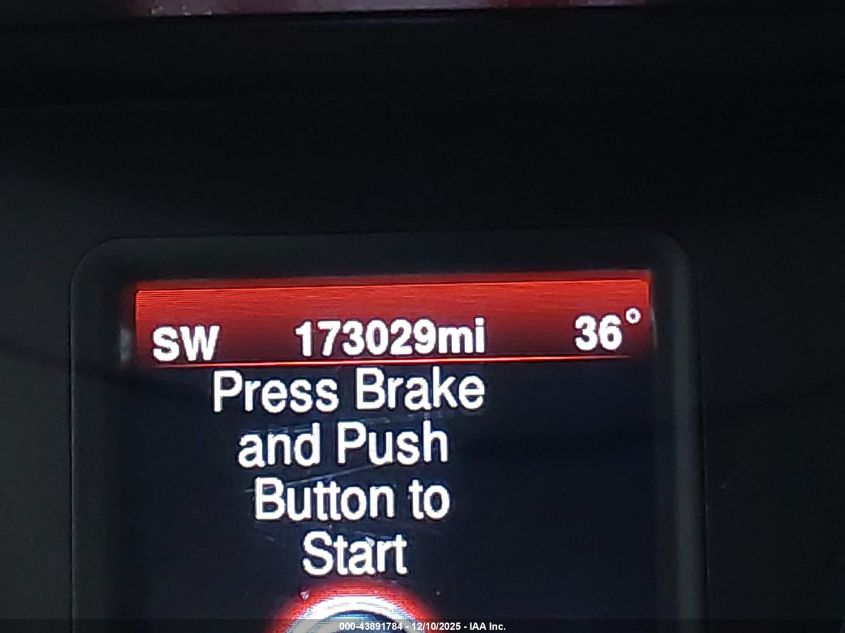 SW 173029mi 36°
Press Brake
and Push
Button to
Start
000-43891784 - 12/10/2025 - IAA Inc.